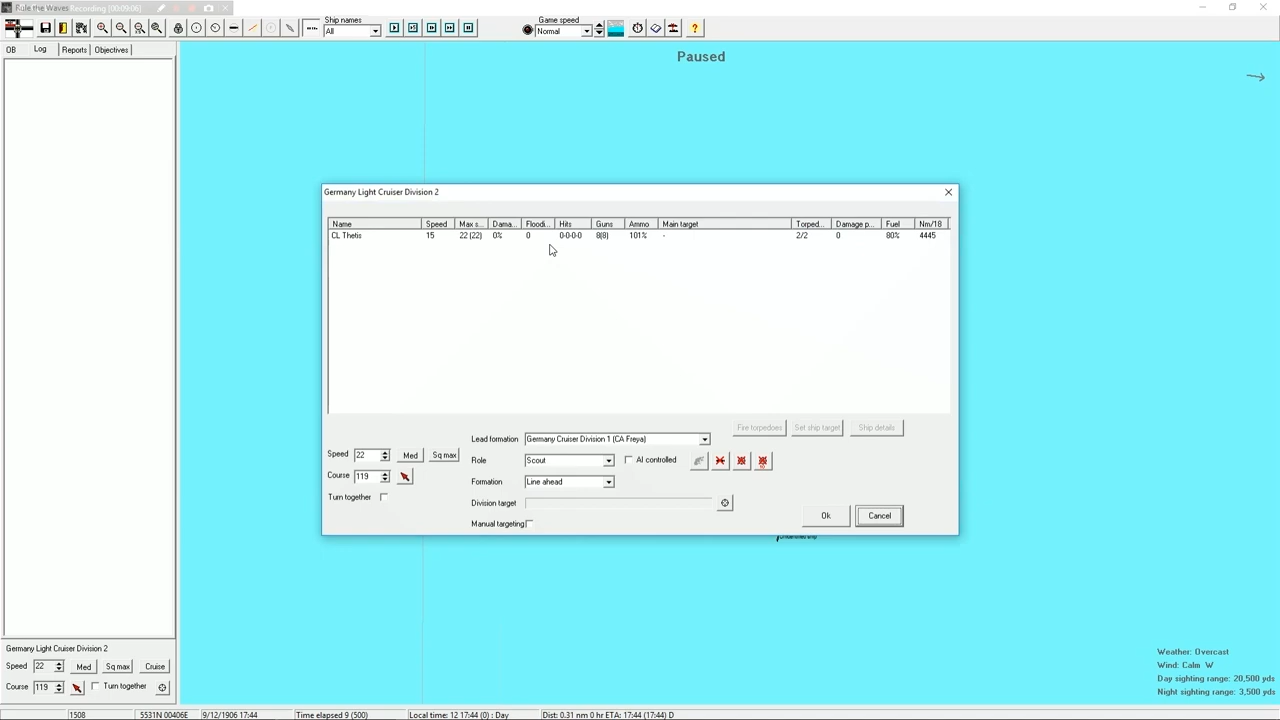 Rule the Waves
Recording [00:09:06]
Ship names
All
Game speed
Normal
OB Log Reports Objectives
Paused
Germany Light Cruiser Division 2
Name Speed Max s... Dama... Floodi... Hits Guns Ammo Main target Torped... Damage p... Fuel Nm/18
CL Thetis 15 22 (22) 0% 0 0-0-0-0 8(8) 101% - 2/2 0 80% 4445
Fire torpedoes Set ship target Ship details
Lead formation Germany Cruiser Division 1 (CA Freya)
Speed 22 Med Sq max
Role Scout AI controlled
Course 119
Formation Line ahead
Turn together
Division target
Manual targeting
Ok Cancel
Germany Light Cruiser Division 2
Speed 22 Med Sq max Cruise
Course 119 Turn together
Weather: Overcast
Wind: Calm W
Day sighting range: 20,500 yds
Night sighting range: 3,500 yds
1508 5531N 00406E 9/12/1906 17:44 Time elapsed 9 (500) Local time: 12 17:44 (0) : Day Dist: 0.31 nm 0 hr ETA: 17:44 (17:44) D